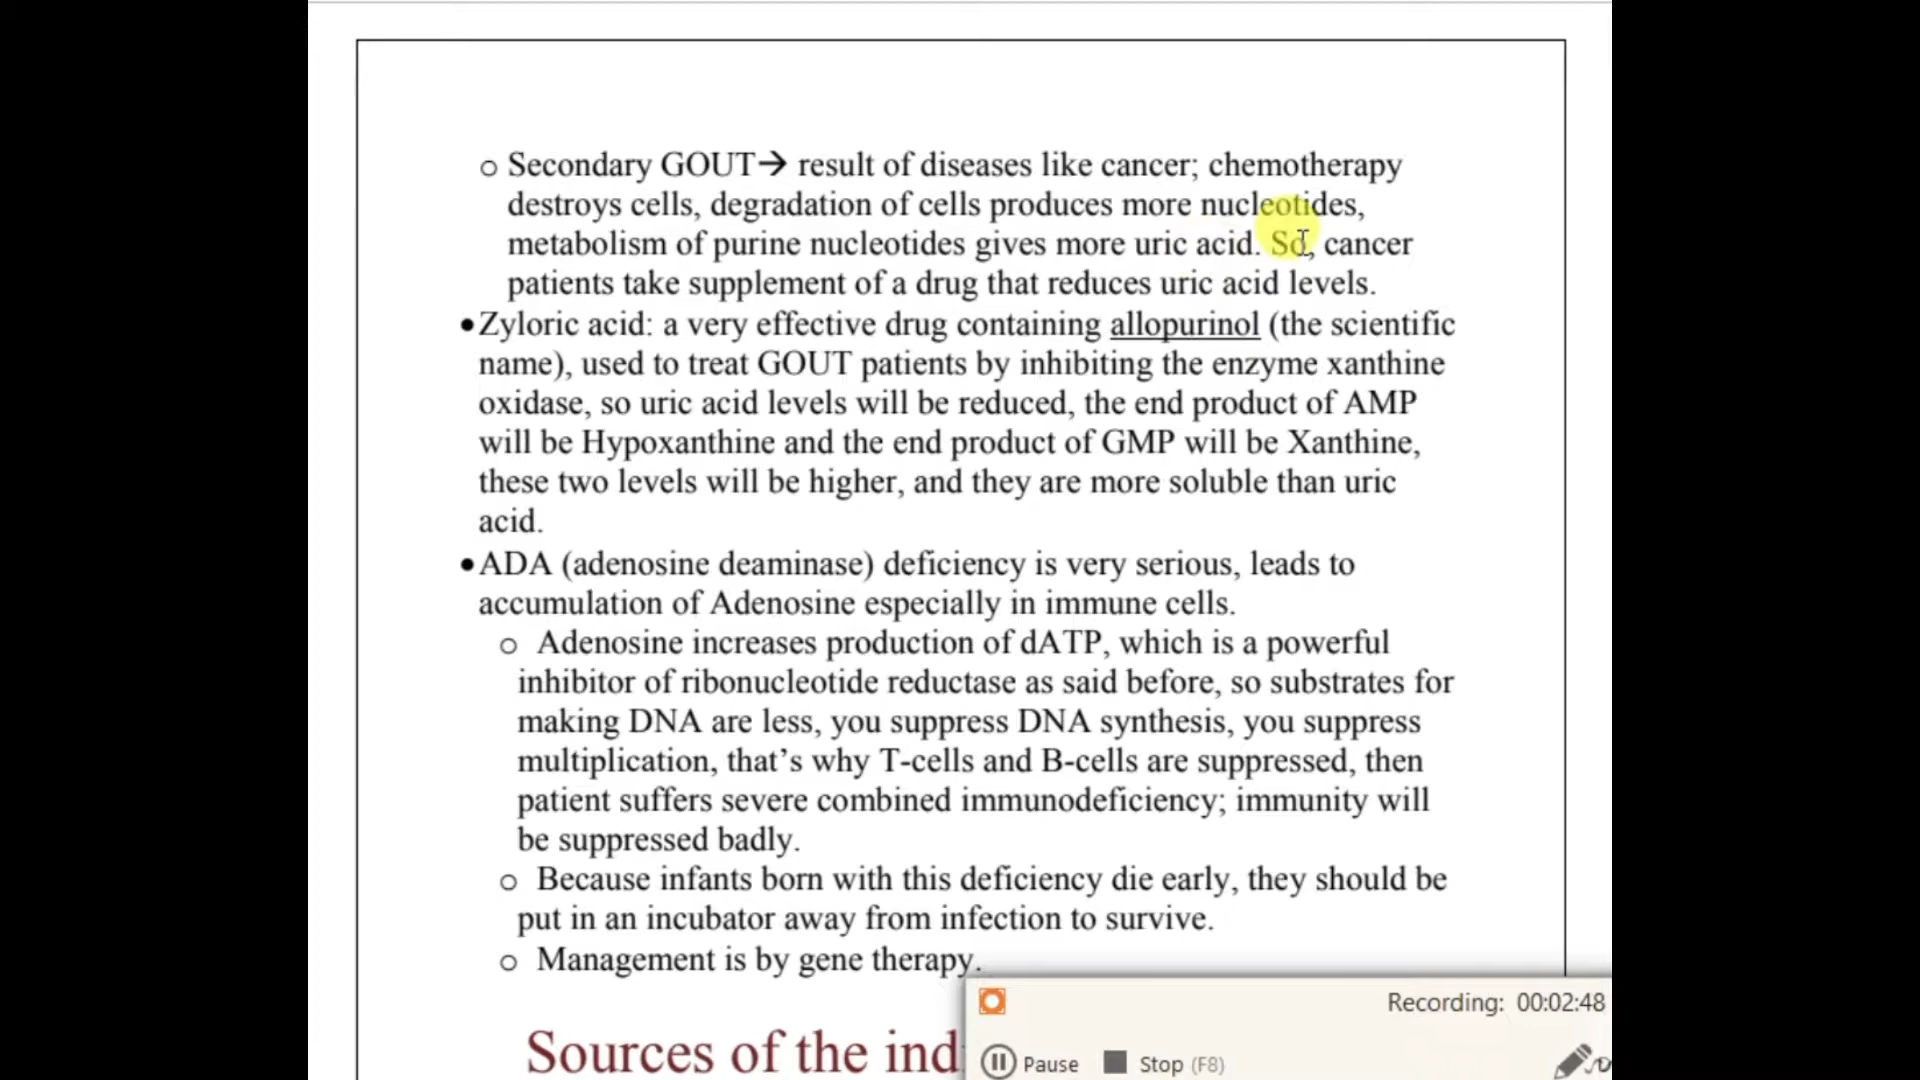 o Secondary GOUT→ result of diseases like cancer; chemotherapy
destroys cells, degradation of cells produces more nucleotides,
metabolism of purine nucleotides gives more uric acid. So, cancer
patients take supplement of a drug that reduces uric acid levels.
•Zyloric acid: a very effective drug containing allopurinol (the scientific
name), used to treat GOUT patients by inhibiting the enzyme xanthine
oxidase, so uric acid levels will be reduced, the end product of AMP
will be Hypoxanthine and the end product of GMP will be Xanthine,
these two levels will be higher, and they are more soluble than uric
acid.
•ADA (adenosine deaminase) deficiency is very serious, leads to
accumulation of Adenosine especially in immune cells.
o Adenosine increases production of dATP, which is a powerful
inhibitor of ribonucleotide reductase as said before, so substrates for
making DNA are less, you suppress DNA synthesis, you suppress
multiplication, that’s why T-cells and B-cells are suppressed, then
patient suffers severe combined immunodeficiency; immunity will
be suppressed badly.
o Because infants born with this deficiency die early, they should be
put in an incubator away from infection to survive.
o Management is by gene therapy.
Recording: 00:02:48
Sources of the ind
Pause Stop (F8)